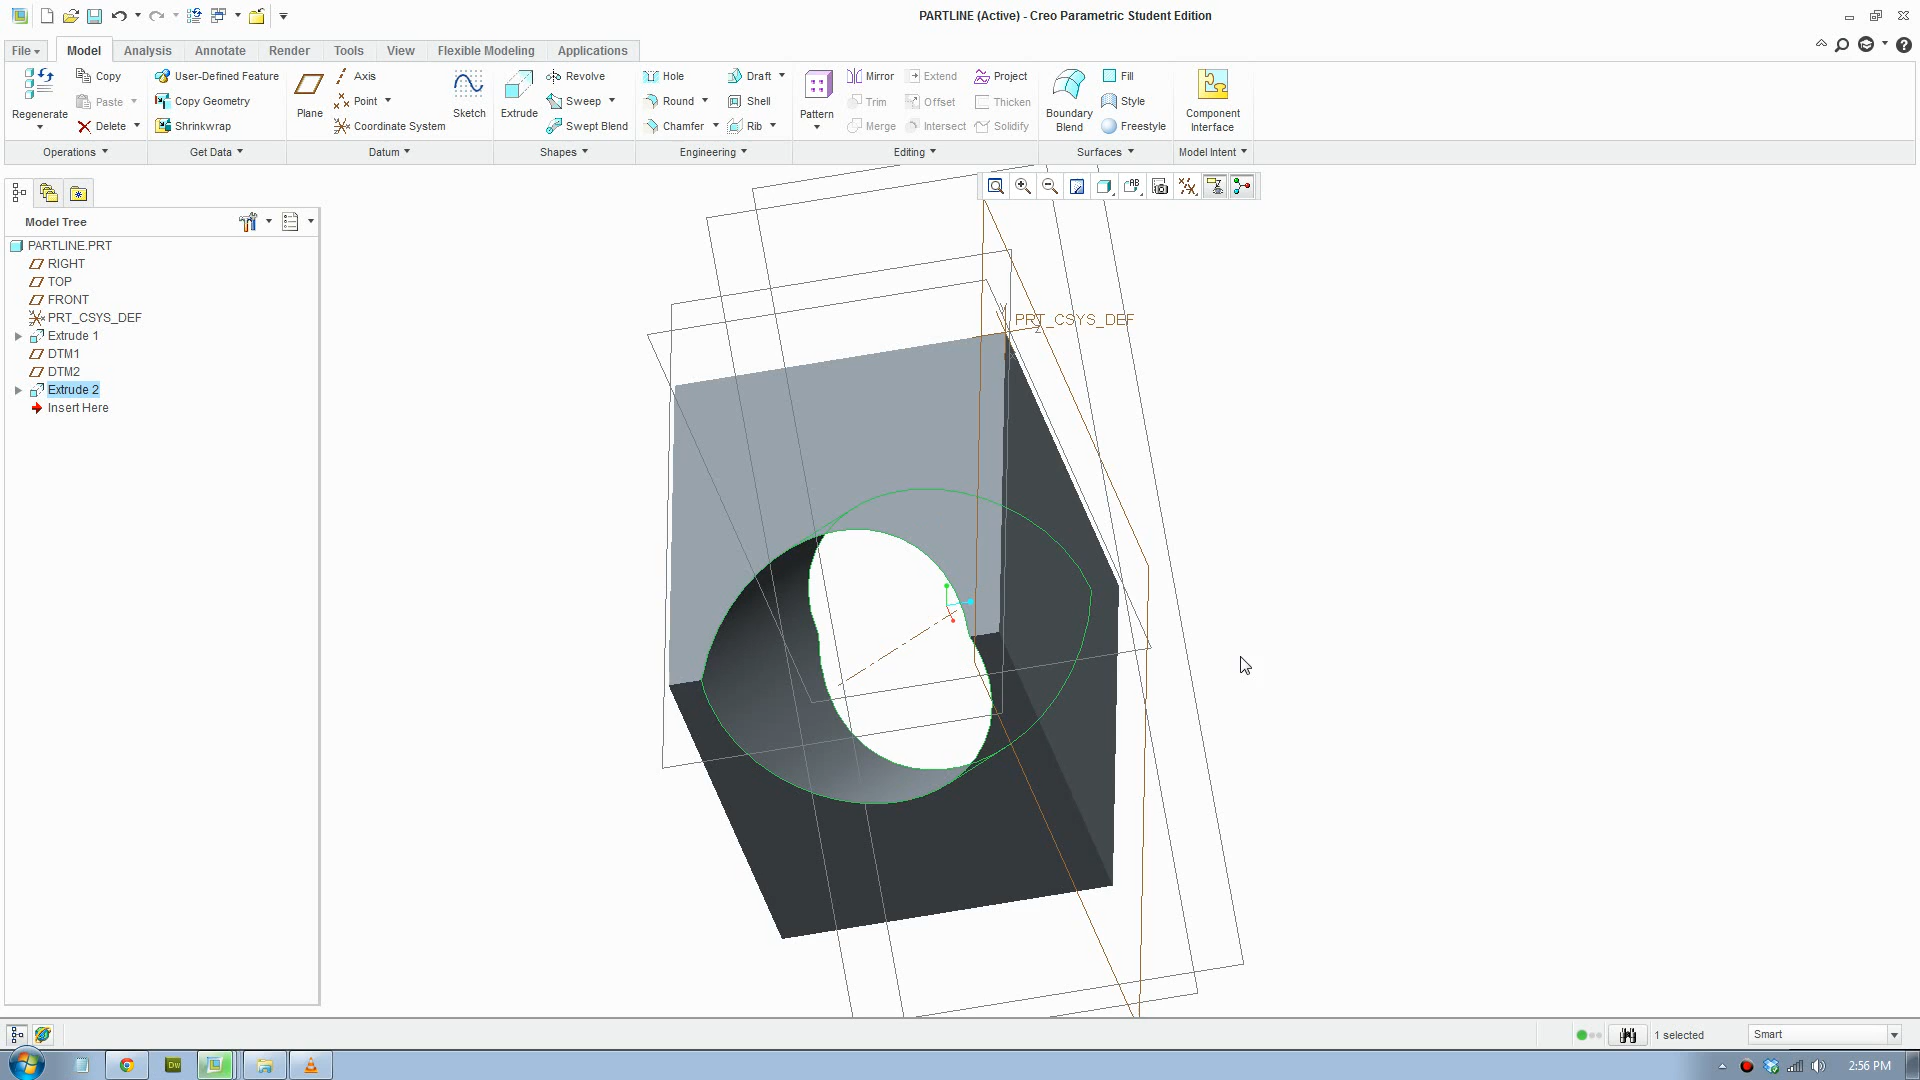 PARTLINE (Active) - Creo Parametric Student Edition
File Model Analysis Annotate Render Tools View Flexible Modeling Applications
Regenerate
Copy
Paste
Delete
Operations
User-Defined Feature
Copy Geometry
Shrinkwrap
Get Data
Plane
Axis
Point
Coordinate System
Sketch
Datum
Extrude
Revolve
Sweep
Swept Blend
Shapes
Hole
Round
Chamfer
Draft
Shell
Rib
Engineering
Pattern
Mirror
Trim
Merge
Extend
Offset
Intersect
Project
Thicken
Solidify
Editing
Boundary
Blend
Fill
Style
Freestyle
Surfaces
Component
Interface
Model Intent
Model Tree
PARTLINE.PRT
RIGHT
TOP
FRONT
PRT_CSYS_DEF
Extrude 1
DTM1
DTM2
Extrude 2
Insert Here
PRT_CSYS_DEF
1 selected
Smart
Dw
2:56 PM